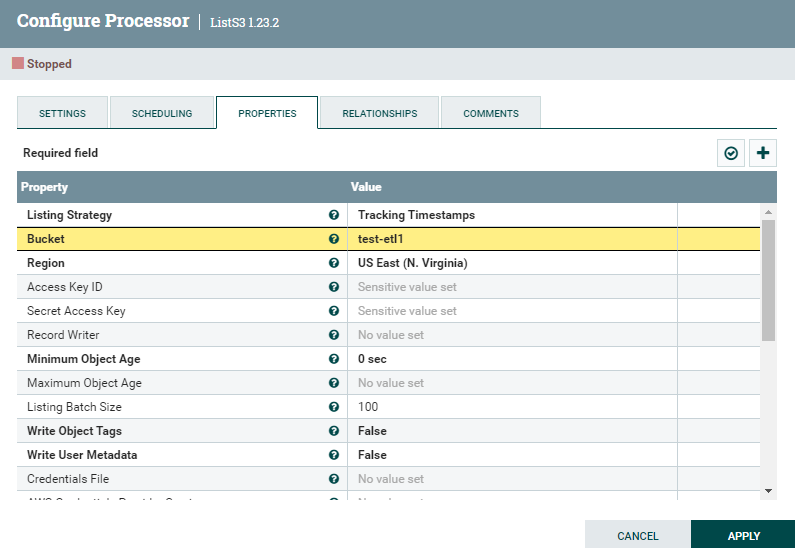 Configure Processor | ListS3 1.23.2
Stopped
SETTINGS SCHEDULING PROPERTIES RELATIONSHIPS COMMENTS
Required field
Property Value
Listing Strategy Tracking Timestamps
Bucket test-etl1
Region US East (N. Virginia)
Access Key ID Sensitive value set
Secret Access Key Sensitive value set
Record Writer No value set
Minimum Object Age 0 sec
Maximum Object Age No value set
Listing Batch Size 100
Write Object Tags False
Write User Metadata False
Credentials File No value set
CANCEL APPLY